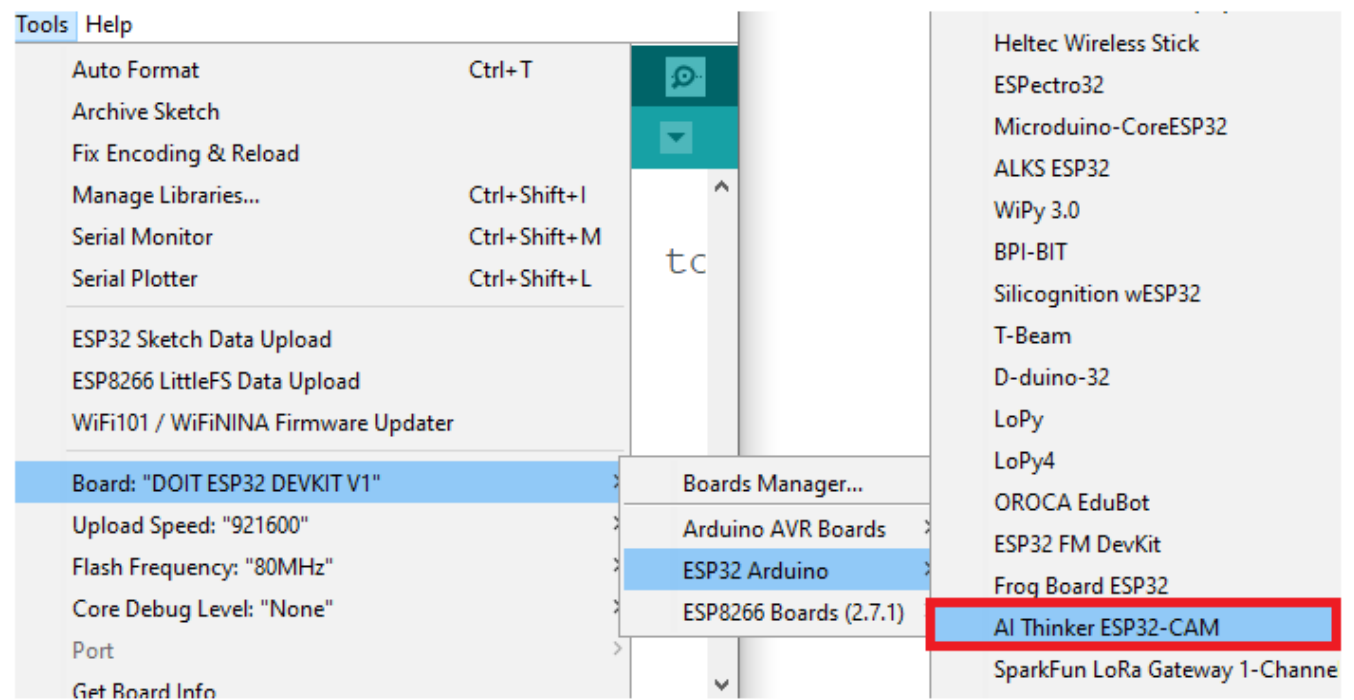 Tools Help
Auto Format Ctrl+T
Archive Sketch
Fix Encoding & Reload
Manage Libraries... Ctrl+Shift+I
Serial Monitor Ctrl+Shift+M
Serial Plotter Ctrl+Shift+L
ESP32 Sketch Data Upload
ESP8266 LittleFS Data Upload
WiFi101 / WiFiNINA Firmware Updater
Board: "DOIT ESP32 DEVKIT V1"
Upload Speed: "921600"
Flash Frequency: "80MHz"
Core Debug Level: "None"
Port
Get Board Info
tc
Boards Manager...
Arduino AVR Boards
ESP32 Arduino
ESP8266 Boards (2.7.1)
Heltec Wireless Stick
ESPectro32
Microduino-CoreESP32
ALKS ESP32
WiPy 3.0
BPI-BIT
Silicognition wESP32
T-Beam
D-duino-32
LoPy
LoPy4
OROCA EduBot
ESP32 FM DevKit
Frog Board ESP32
AI Thinker ESP32-CAM
SparkFun LoRa Gateway 1-Channe